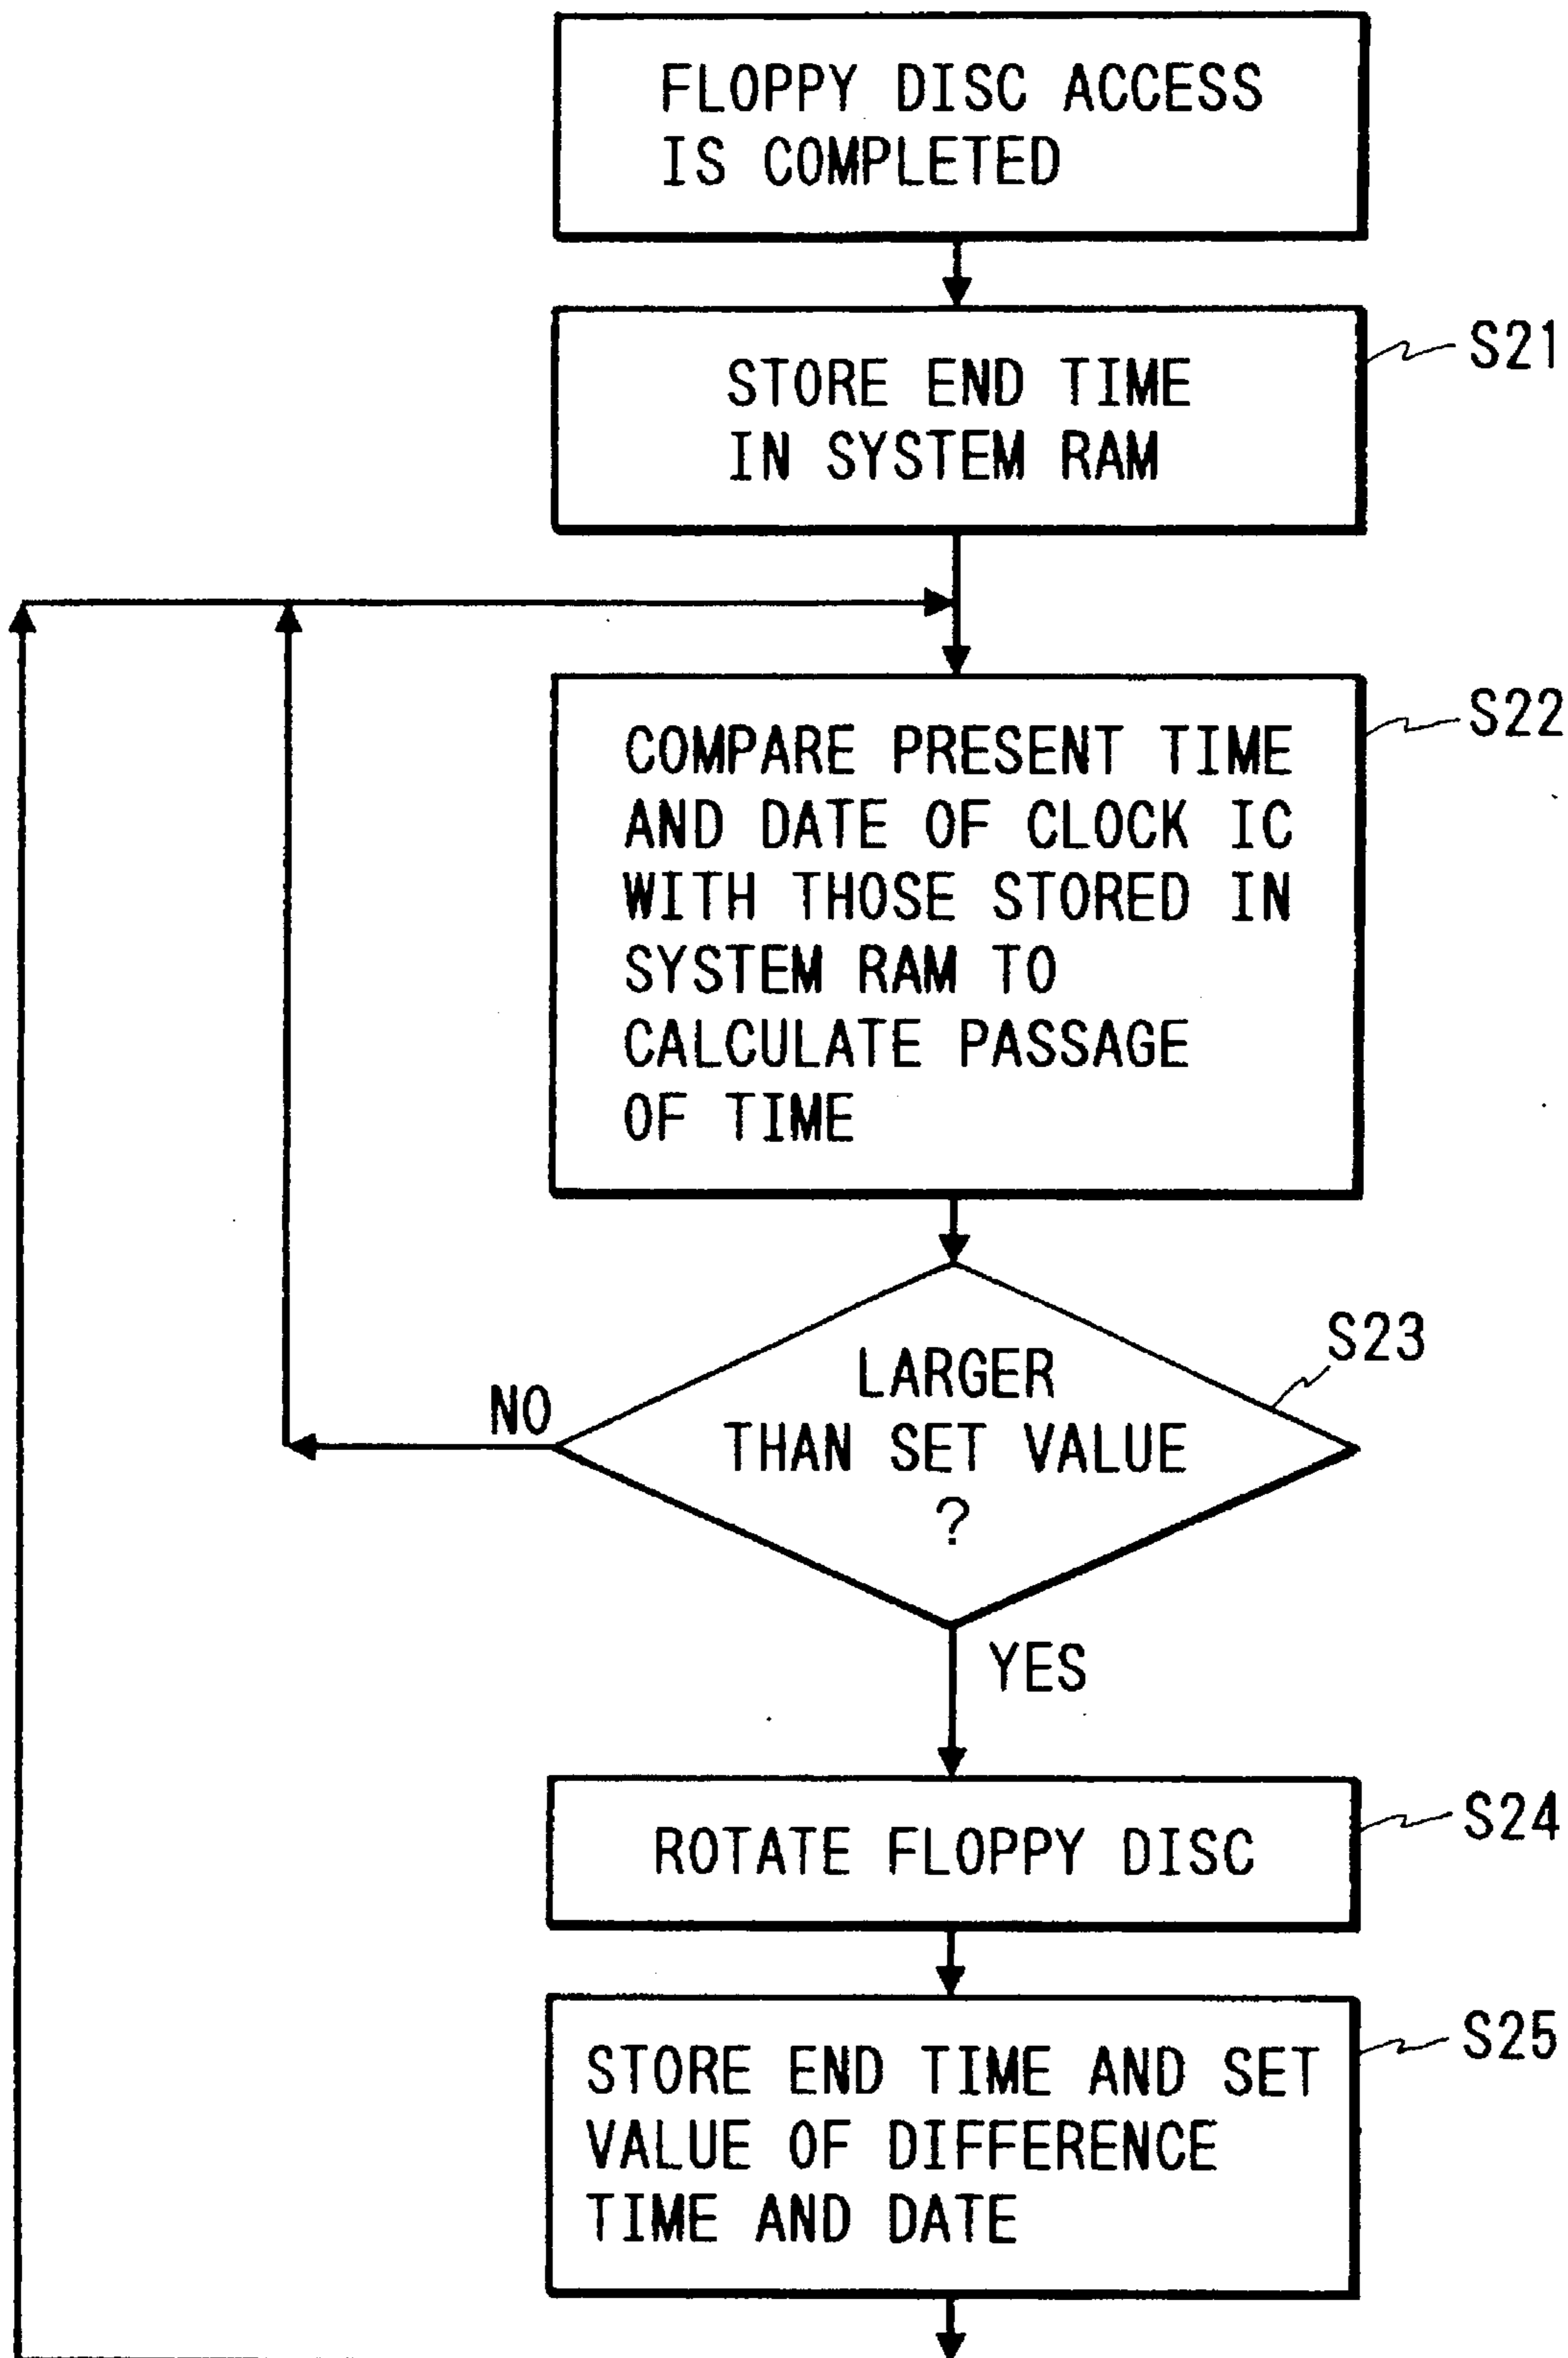 FLOPPY DISC ACCESS
IS COMPLETED
STORE END TIME
IN SYSTEM RAM
S21
COMPARE PRESENT TIME
AND DATE OF CLOCK IC
WITH THOSE STORED IN
SYSTEM RAM TO
CALCULATE PASSAGE
OF TIME
S22
LARGER
THAN SET VALUE
?
S23
NO
YES
ROTATE FLOPPY DISC
S24
STORE END TIME AND SET
VALUE OF DIFFERENCE
TIME AND DATE
S25